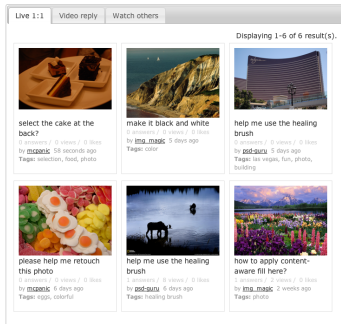 Live 1:1 Video reply Watch others
Displaying 1-6 of 6 result(s).
select the cake at the
back?
0 answers / 0 views / 0 likes
by mcpanic 58 seconds ago
Tags: selection, food, photo
make it black and white
0 answers / 0 views / 0 likes
by img_magic 5 days ago
Tags: color
help me use the healing
brush
0 answers / 0 views / 0 likes
by psd-guru 5 days ago
Tags: las vegas, fun, photo,
building
please help me retouch
this photo
0 answers / 0 views / 0 likes
by mcpanic 6 days ago
Tags: eggs, colorful
help me use the healing
brush
1 answers / 6 views / 0 likes
by psd-guru 6 days ago
Tags: healing brush
how to apply content-
aware fill here?
1 answers / 2 views / 0 likes
by img_magic 2 weeks ago
Tags: photo